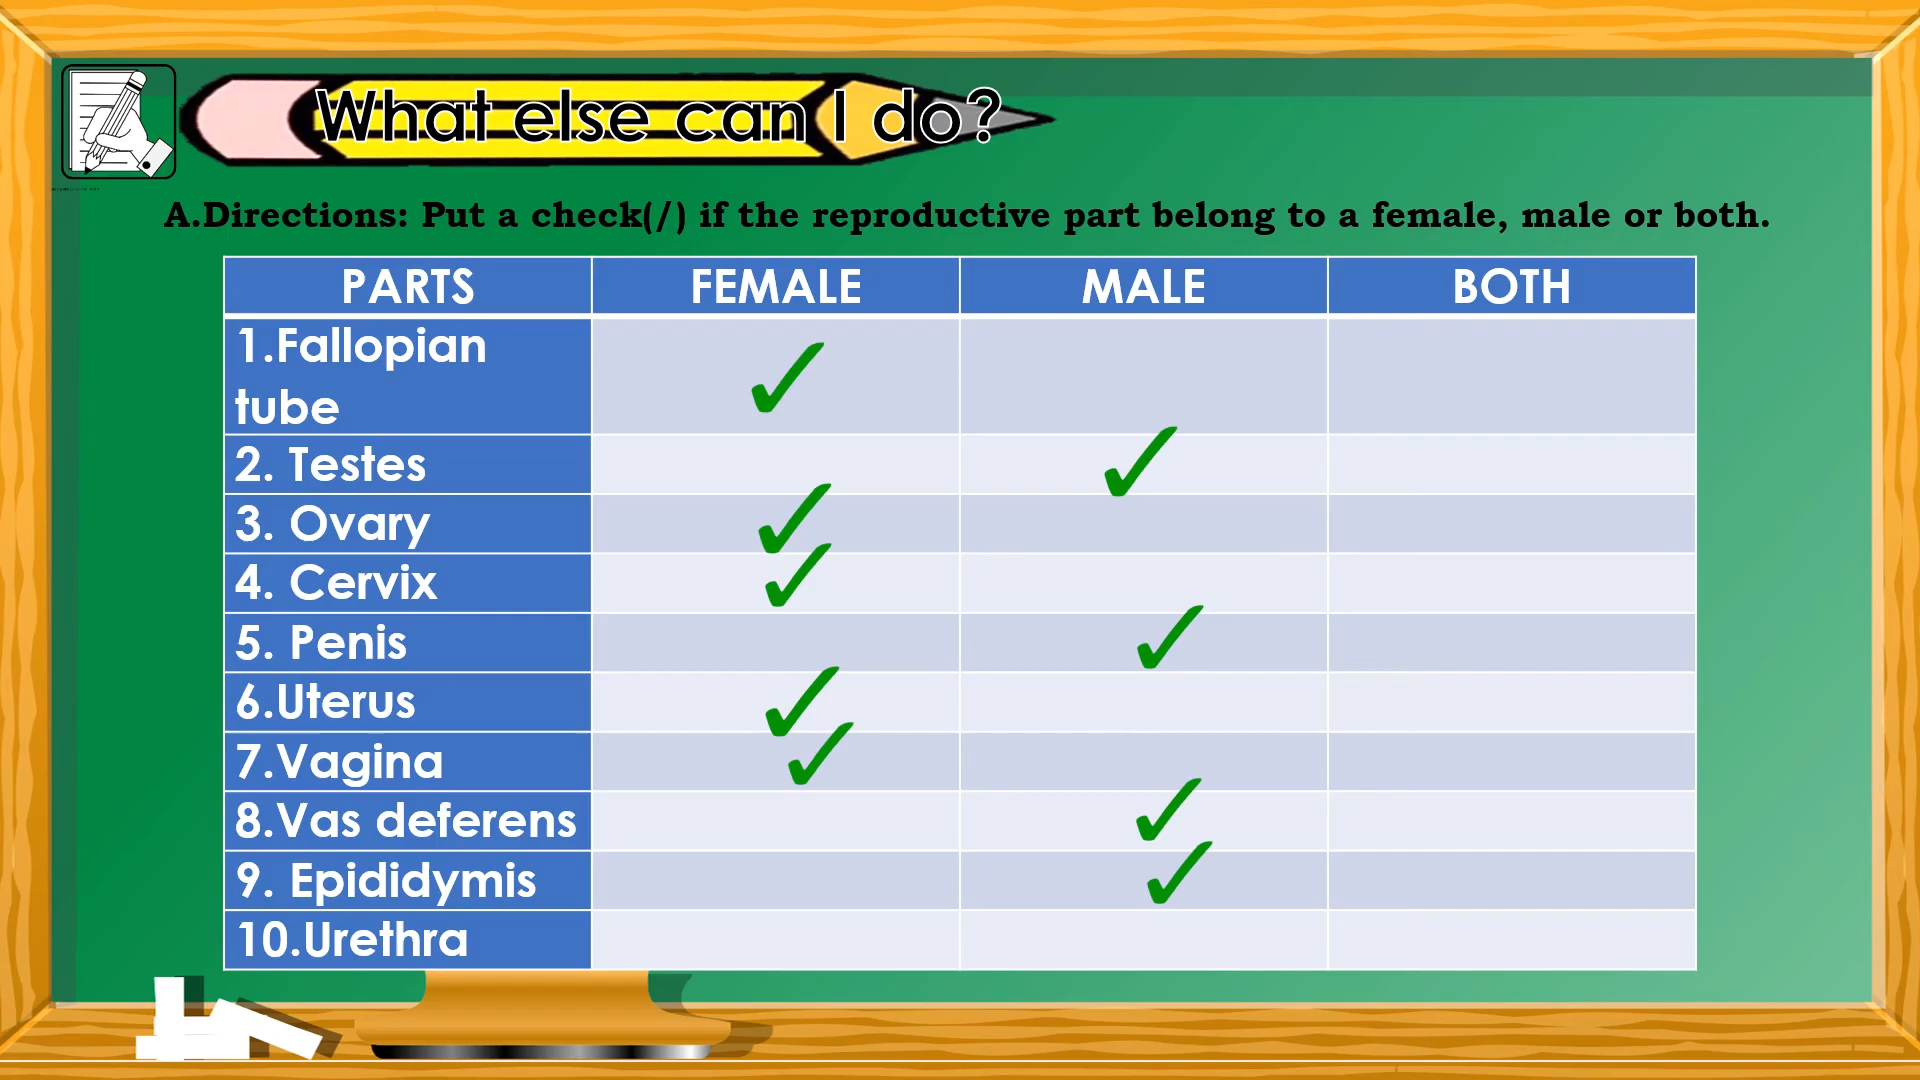 What else can I do?
A.Directions: Put a check(/) if the reproductive part belong to a female, male or both.
PARTS FEMALE MALE BOTH
1.Fallopian
tube ✓
2. Testes ✓
3. Ovary ✓
4. Cervix ✓
5. Penis ✓
6.Uterus ✓
7.Vagina ✓
8.Vas deferens ✓
9. Epididymis ✓
10.Urethra